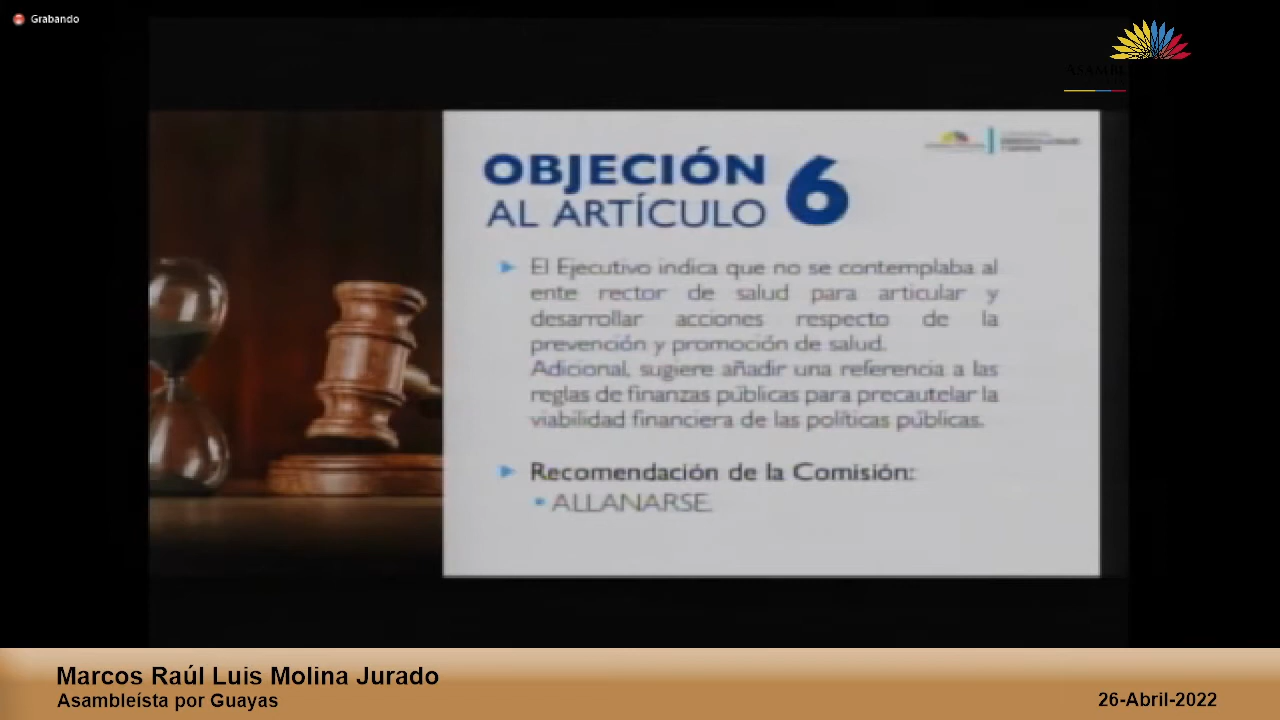 Grabando
ASAMBL
OBJECIÓN
AL ARTÍCULO 6
El Ejecutivo indica que no se contemplaba al
ente rector de salud para articular y
desarrollar acciones respecto de la
prevención y promoción de salud.
Adicional, sugiere añadir una referencia a las
reglas de finanzas públicas para precautelar la
viabilidad financiera de las políticas públicas.
Recomendación de la Comisión:
ALLANARSE.
Marcos Raúl Luis Molina Jurado
Asambleísta por Guayas
26-Abril-2022